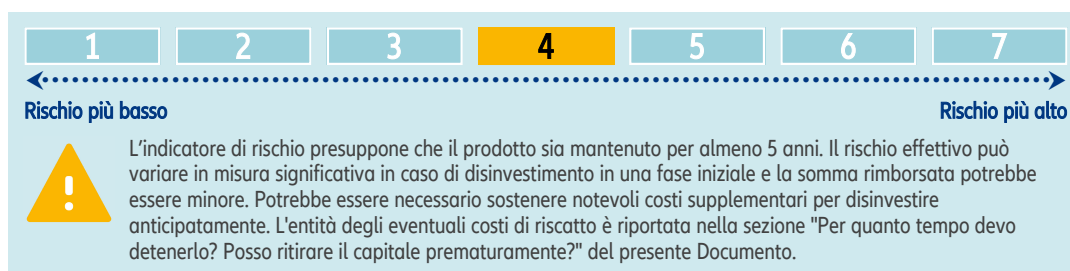 1 2 3 4 5 6 7
Rischio più basso Rischio più alto
L'indicatore di rischio presuppone che il prodotto sia mantenuto per almeno 5 anni. Il rischio effettivo può
variare in misura significativa in caso di disinvestimento in una fase iniziale e la somma rimborsata potrebbe
essere minore. Potrebbe essere necessario sostenere notevoli costi supplementari per disinvestire
anticipatamente. L'entità degli eventuali costi di riscatto è riportata nella sezione "Per quanto tempo devo
detenerlo? Posso ritirare il capitale prematuramente?" del presente Documento.